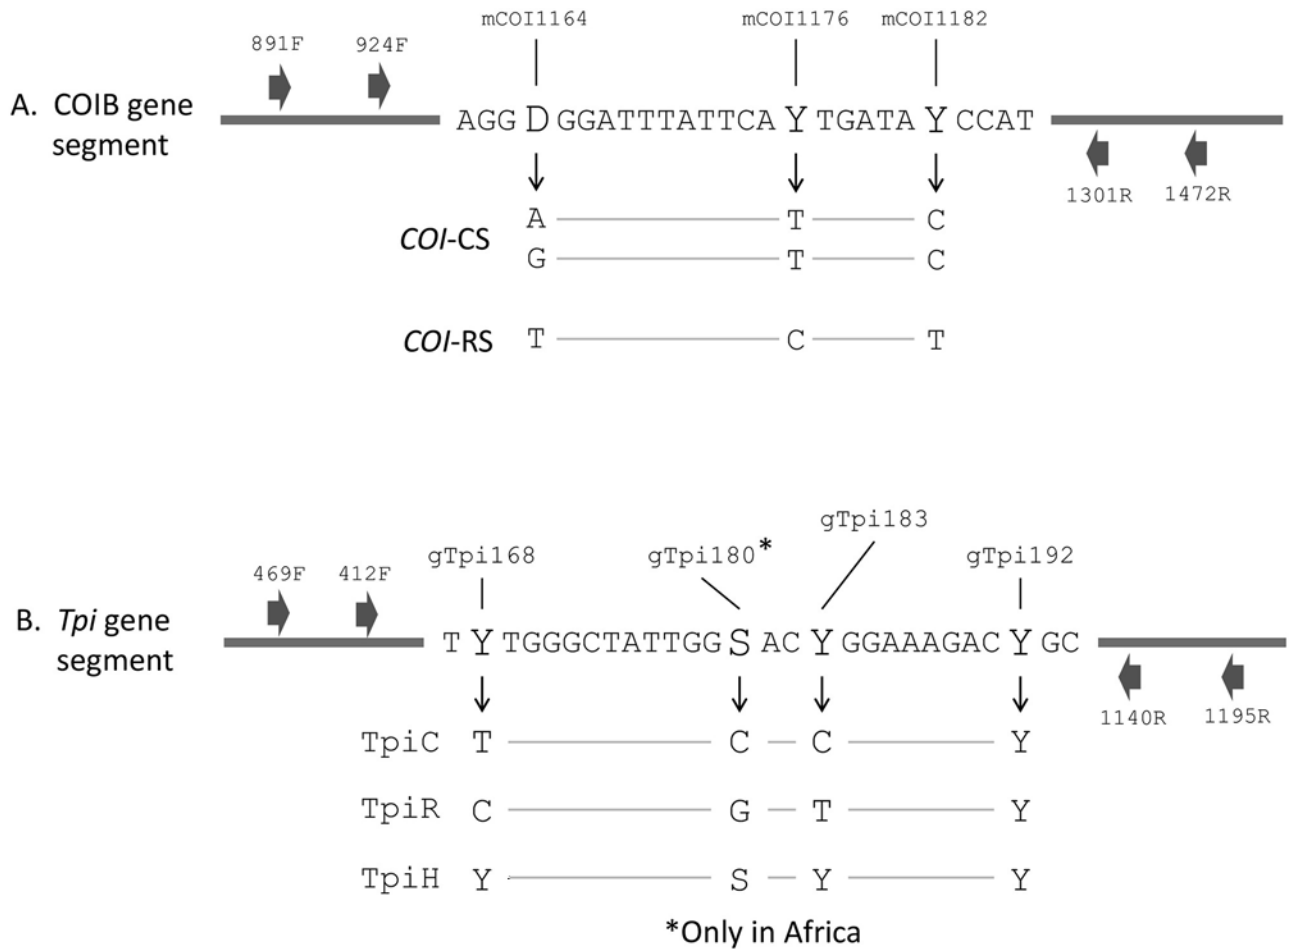 mCOI1164 mCOI1176 mCOI1182
891F 924F
A. COIB gene segment
AGG D GGATTTATTCA Y TGATA Y CCAT
1301R 1472R
COI-CS
A T C
G T C
COI-RS T C T
gTpi183
gTpi168 gTpi180* gTpi192
469F 412F
B. Tpi gene segment
T Y TGGGCTATTGG S AC Y GGAAAGAC Y GC
1140R 1195R
TpiC T C C Y
TpiR C G T Y
TpiH Y S Y Y
*Only in Africa